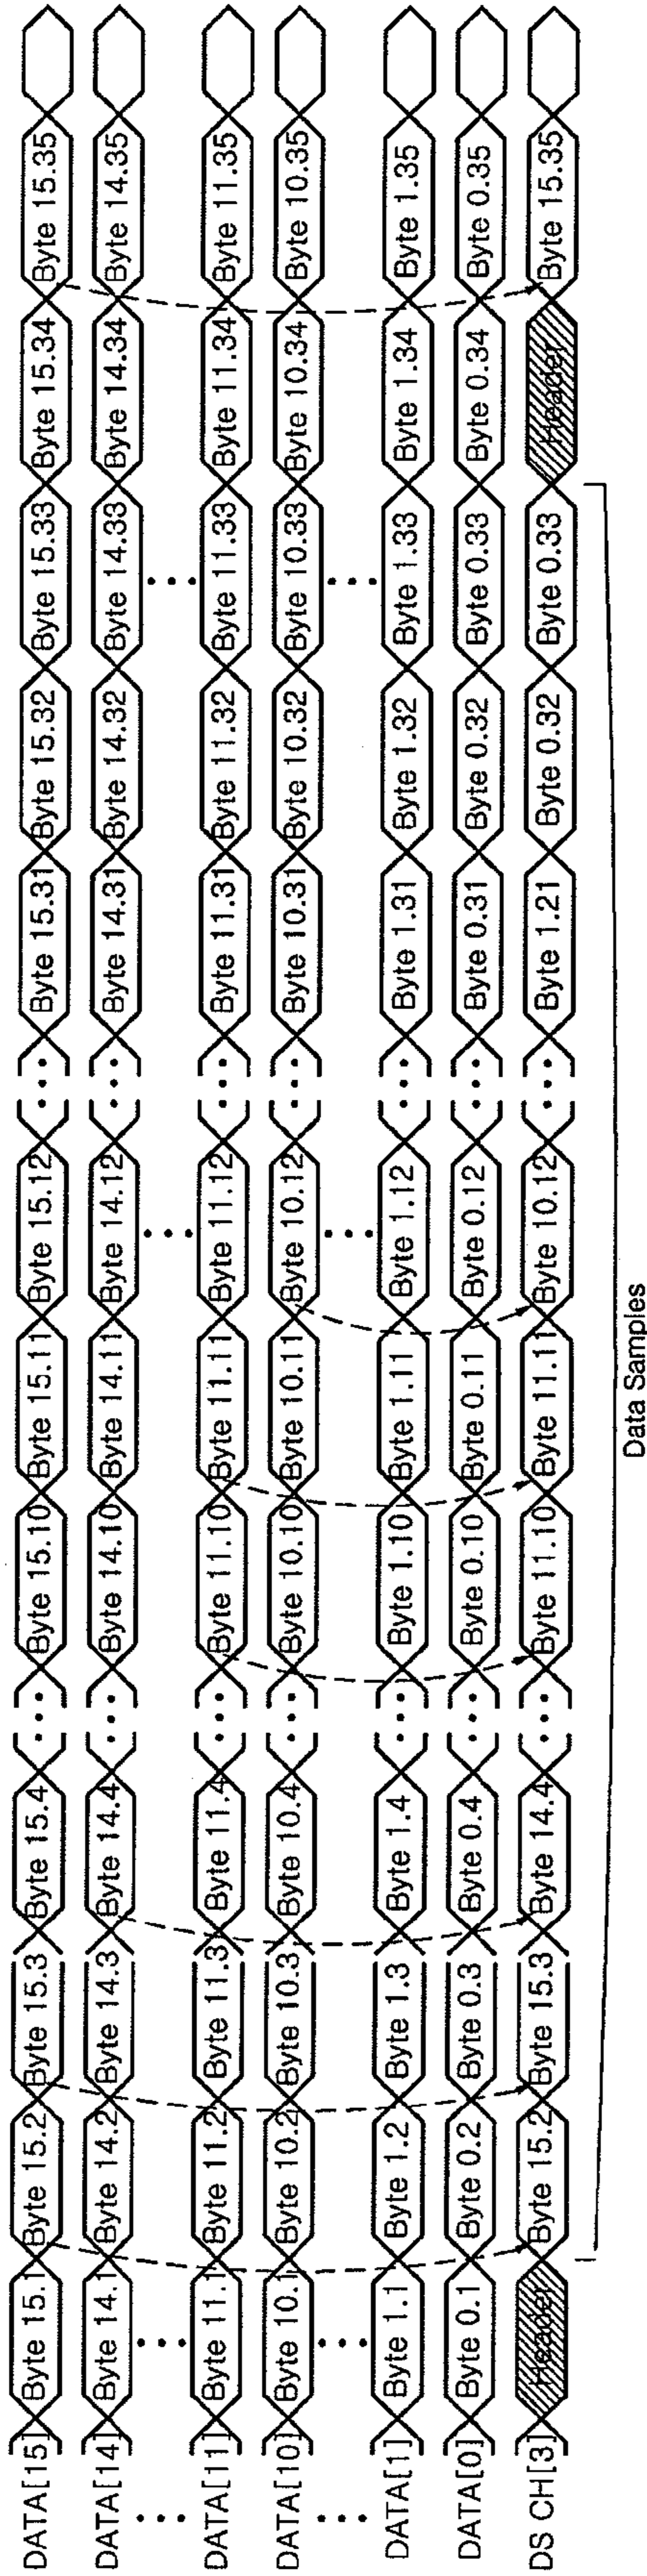 DATA[15] Byte 15.1 Byte 15.2 Byte 15.3 Byte 15.4 ••• Byte 15.10 Byte 15.11 Byte 15.12 ••• Byte 15.31 Byte 15.32 Byte 15.33 Byte 15.34 Byte 15.35
DATA[14] Byte 14.1 Byte 14.2 Byte 14.3 Byte 14.4 ••• Byte 14.10 Byte 14.11 Byte 14.12 ••• Byte 14.31 Byte 14.32 Byte 14.33 Byte 14.34 Byte 14.35
••• ••• ••• •••
DATA[11] Byte 11.1 Byte 11.2 Byte 11.3 Byte 11.4 ••• Byte 11.10 Byte 11.11 Byte 11.12 ••• Byte 11.31 Byte 11.32 Byte 11.33 Byte 11.34 Byte 11.35
DATA[10] Byte 10.1 Byte 10.2 Byte 10.3 Byte 10.4 ••• Byte 10.10 Byte 10.11 Byte 10.12 ••• Byte 10.31 Byte 10.32 Byte 10.33 Byte 10.34 Byte 10.35
••• ••• ••• •••
DATA[1] Byte 1.1 Byte 1.2 Byte 1.3 Byte 1.4 ••• Byte 1.10 Byte 1.11 Byte 1.12 ••• Byte 1.31 Byte 1.32 Byte 1.33 Byte 1.34 Byte 1.35
DATA[0] Byte 0.1 Byte 0.2 Byte 0.3 Byte 0.4 ••• Byte 0.10 Byte 0.11 Byte 0.12 ••• Byte 0.31 Byte 0.32 Byte 0.33 Byte 0.34 Byte 0.35
DS CH[3] Header Byte 15.2 Byte 15.3 Byte 14.4 ••• Byte 11.10 Byte 11.11 Byte 10.12 ••• Byte 1.21 Byte 0.32 Byte 0.33 Header Byte 15.35
Data Samples